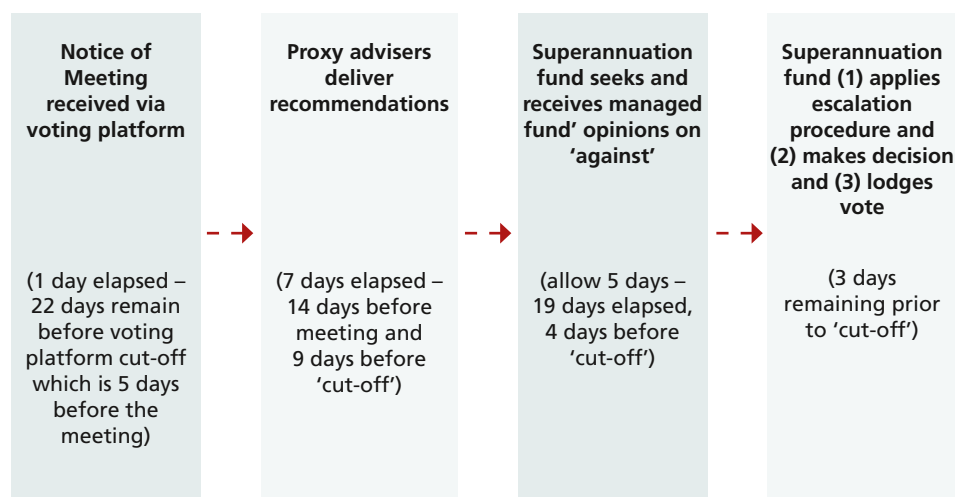 Notice of
Meeting
received via
voting platform
(1 day elapsed –
22 days remain
before voting
platform cut-off
which is 5 days
before the
meeting)
Proxy advisers
deliver
recommendations
(7 days elapsed –
14 days before
meeting and
9 days before
‘cut-off’)
Superannuation
fund seeks and
receives managed
fund’ opinions on
‘against’
(allow 5 days –
19 days elapsed,
4 days before
‘cut-off’)
Superannuation
fund (1) applies
escalation
procedure and
(2) makes decision
and (3) lodges
vote
(3 days
remaining prior
to ‘cut-off’)